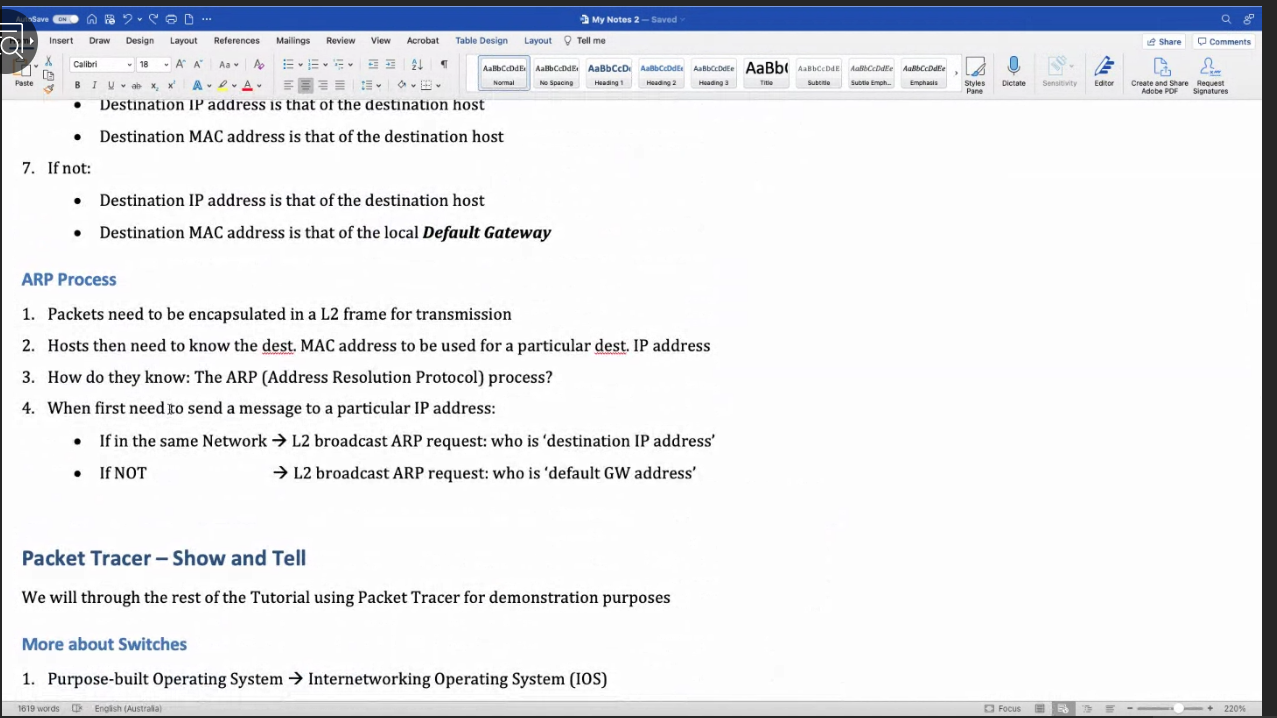 AutoSave ON
My Notes 2 — Saved
Insert Draw Design Layout References Mailings Review View Acrobat Table Design Layout Tell me
Share Comments
Paste
Calibri 18
AaBbCcDdEe Normal
AaBbCcDdEe No Spacing
AaBbCcDc Heading 1
AaBbCcDdEe Heading 2
AaBbCcDdE Heading 3
AaBb( Title
AaBbCcDdEe Subtitle
AaBbCcDdEe Subtle Emph...
AaBbCcDdEe Emphasis
Styles Pane
Dictate
Sensitivity
Editor
Create and Share Adobe PDF
Request Signatures
• Destination IP address is that of the destination host
• Destination MAC address is that of the destination host
7. If not:
• Destination IP address is that of the destination host
• Destination MAC address is that of the local Default Gateway
ARP Process
1. Packets need to be encapsulated in a L2 frame for transmission
2. Hosts then need to know the dest. MAC address to be used for a particular dest. IP address
3. How do they know: The ARP (Address Resolution Protocol) process?
4. When first need to send a message to a particular IP address:
• If in the same Network → L2 broadcast ARP request: who is ‘destination IP address’
• If NOT → L2 broadcast ARP request: who is ‘default GW address’
Packet Tracer – Show and Tell
We will through the rest of the Tutorial using Packet Tracer for demonstration purposes
More about Switches
1. Purpose-built Operating System → Internetworking Operating System (IOS)
1619 words English (Australia) Focus 220%